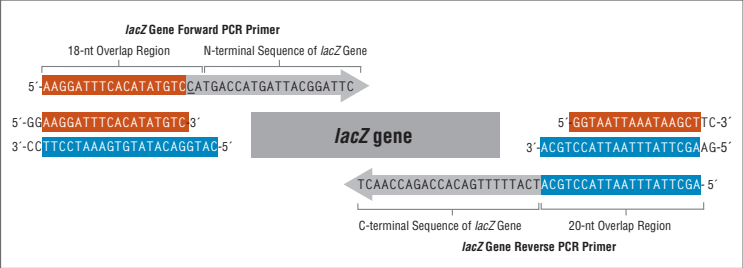 lacZ Gene Forward PCR Primer
18-nt Overlap Region N-terminal Sequence of lacZ Gene
5´-AAGGATTTCACATATGTCCATGACCATGATTACGGATTC
5´-GGAAGGATTTCACATATGTC-3´ 5´-GGTAATTAAATAAGCTTC-3´
3´-CCTTCCTAAAGTGTATACAGGTAC-5´ lacZ gene 3´-ACGTCCATTAATTTATTCGAAG-5´
TCAACCAGACCACAGTTTTTACTACGTCCATTAATTTATTCGA-5´
C-terminal Sequence of lacZ Gene 20-nt Overlap Region
lacZ Gene Reverse PCR Primer